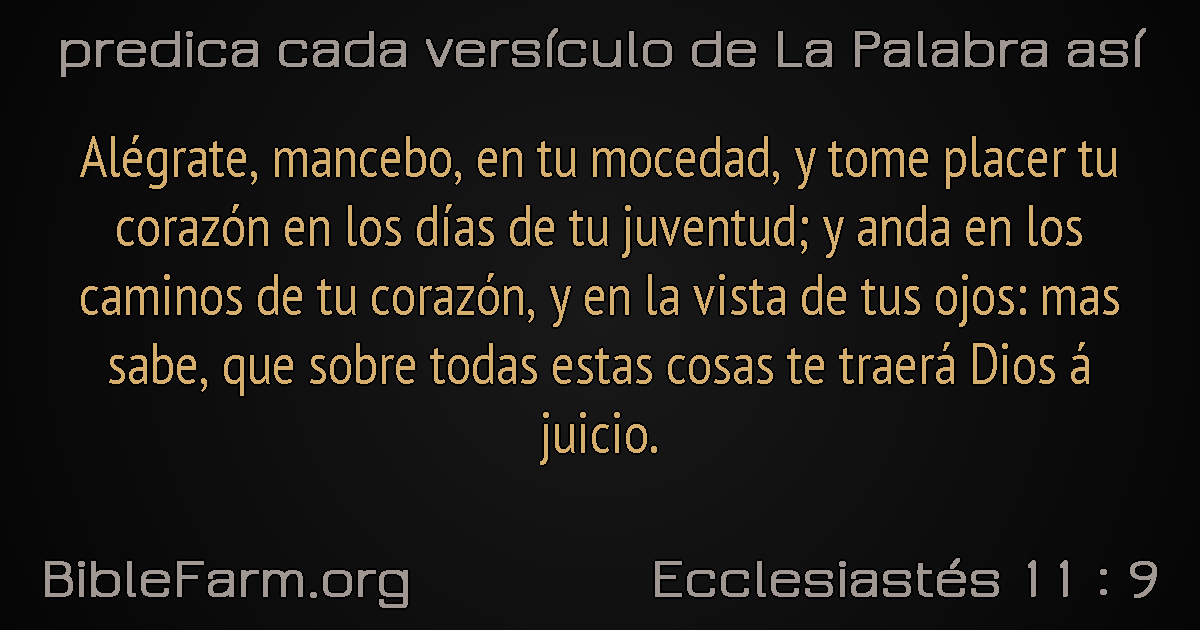 predica cada versículo de La Palabra así
Alégrate, mancebo, en tu mocedad, y tome placer tu
corazón en los días de tu juventud; y anda en los
caminos de tu corazón, y en la vista de tus ojos: mas
sabe, que sobre todas estas cosas te traerá Dios á
juicio.
BibleFarm.org
Ecclesiastés 11 : 9